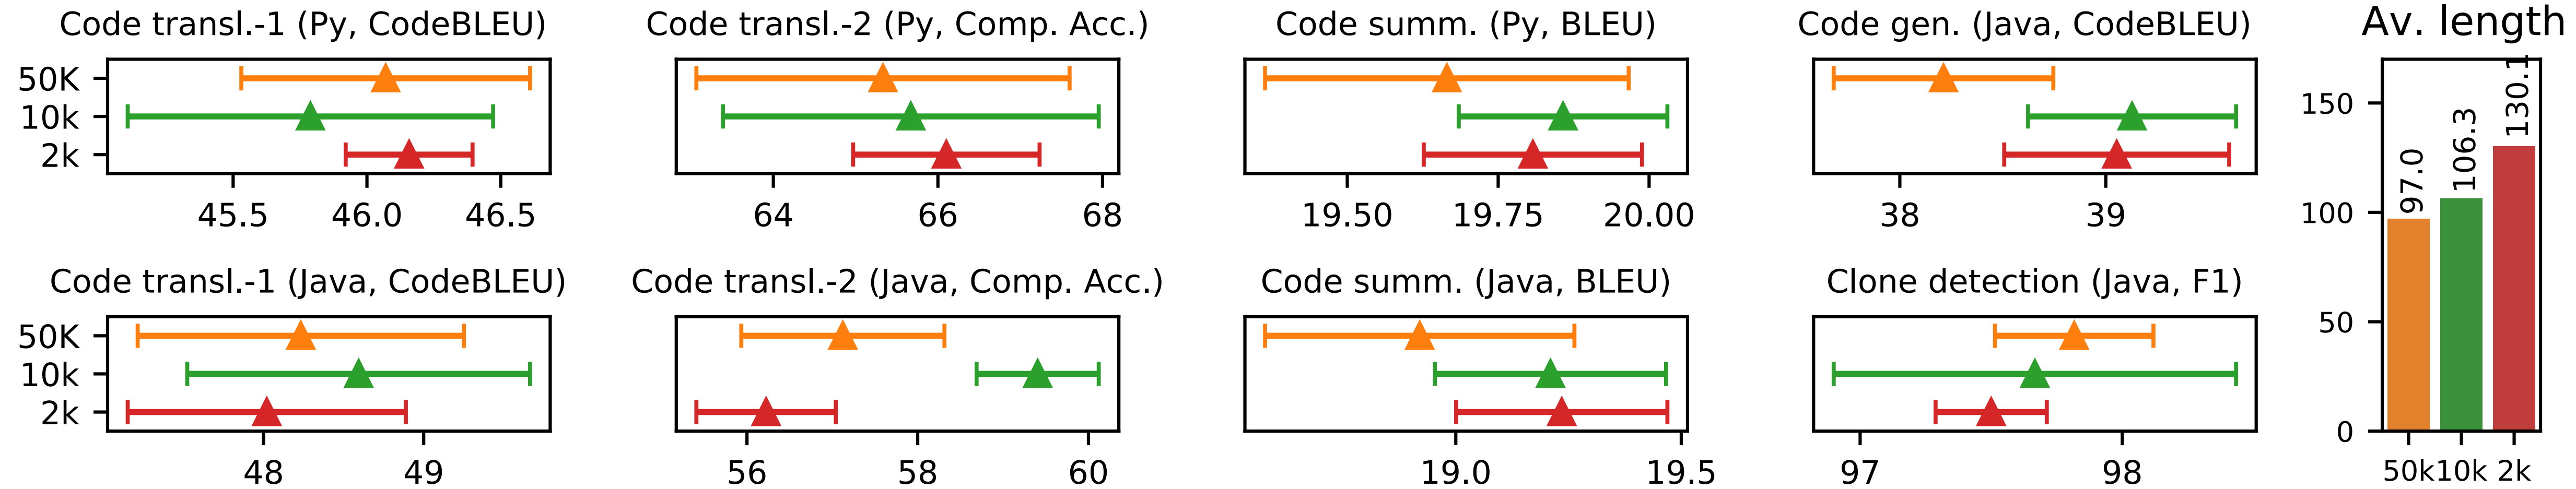 Code transl.-1 (Py, CodeBLEU)
50K
10k
2k
45.5 46.0 46.5
Code transl.-2 (Py, Comp. Acc.)
64 66 68
Code summ. (Py, BLEU)
19.50 19.75 20.00
Code gen. (Java, CodeBLEU)
38 39
Code transl.-1 (Java, CodeBLEU)
50K
10k
2k
48 49
Code transl.-2 (Java, Comp. Acc.)
56 58 60
Code summ. (Java, BLEU)
19.0 19.5
Clone detection (Java, F1)
97 98
Av. length
150
100
50
0
97.0
106.3
130.1
50k 10k 2k